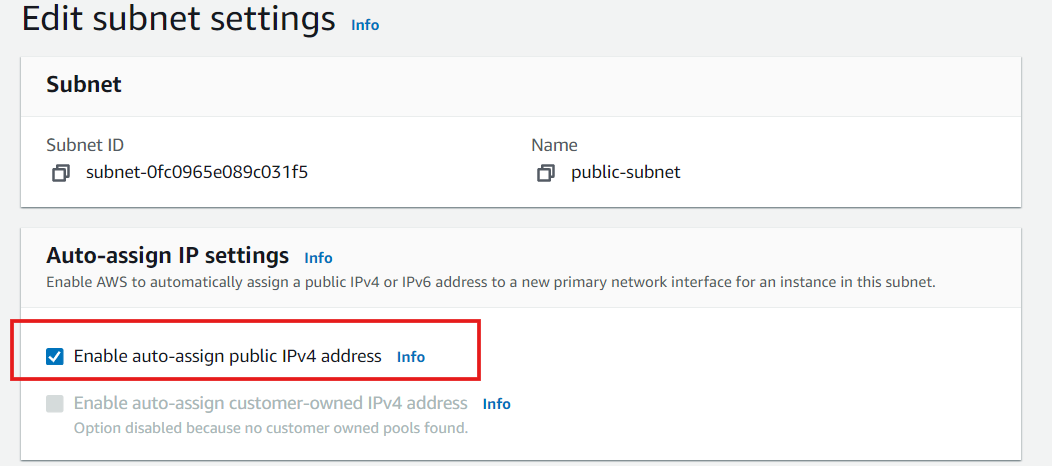 Edit subnet settings Info
Subnet
Subnet ID
subnet-0fc0965e089c031f5
Name
public-subnet
Auto-assign IP settings Info
Enable AWS to automatically assign a public IPv4 or IPv6 address to a new primary network interface for an instance in this subnet.
Enable auto-assign public IPv4 address Info
Enable auto-assign customer-owned IPv4 address Info
Option disabled because no customer owned pools found.